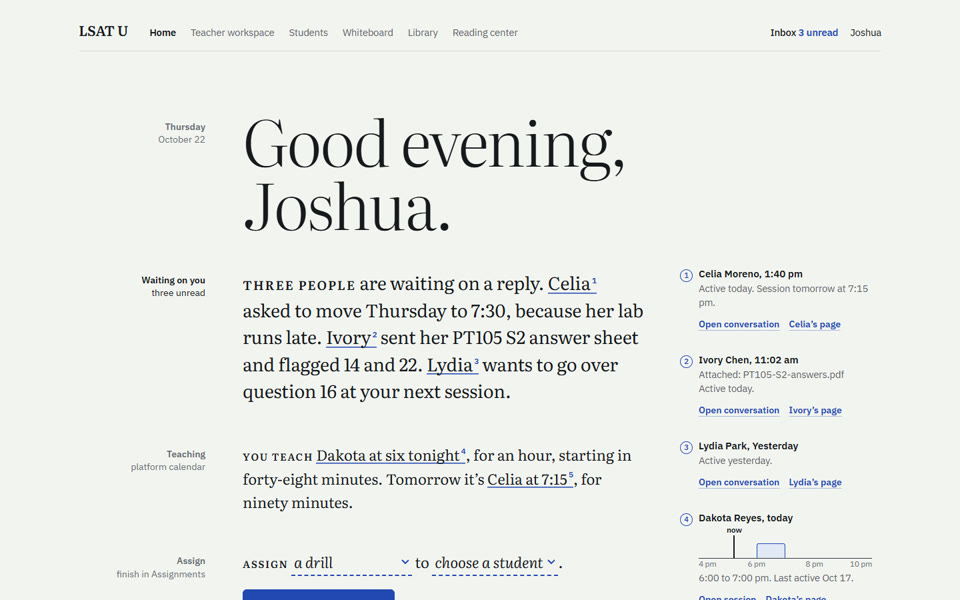 LSAT U Home Teacher workspace Students Whiteboard Library Reading center Inbox 3 unread Joshua
Thursday
October 22
Good evening,
Joshua.
Waiting on you
three unread
THREE PEOPLE are waiting on a reply. Celia1
asked to move Thursday to 7:30, because her lab
runs late. Ivory2 sent her PT105 S2 answer sheet
and flagged 14 and 22. Lydia3 wants to go over
question 16 at your next session.
1 Celia Moreno, 1:40 pm
Active today. Session tomorrow at 7:15
pm.
Open conversation Celia's page
2 Ivory Chen, 11:02 am
Attached: PT105-S2-answers.pdf
Active today.
Open conversation Ivory's page
3 Lydia Park, Yesterday
Active yesterday.
Open conversation Lydia's page
Teaching
platform calendar
YOU TEACH Dakota at six tonight4, for an hour, starting in
forty-eight minutes. Tomorrow it's Celia at 7:155, for
ninety minutes.
4 Dakota Reyes, today
now
4 pm 6 pm 8 pm 10 pm
6:00 to 7:00 pm. Last active Oct 17.
Open session Dakota's page
Assign
finish in Assignments
ASSIGN a drill to choose a student.